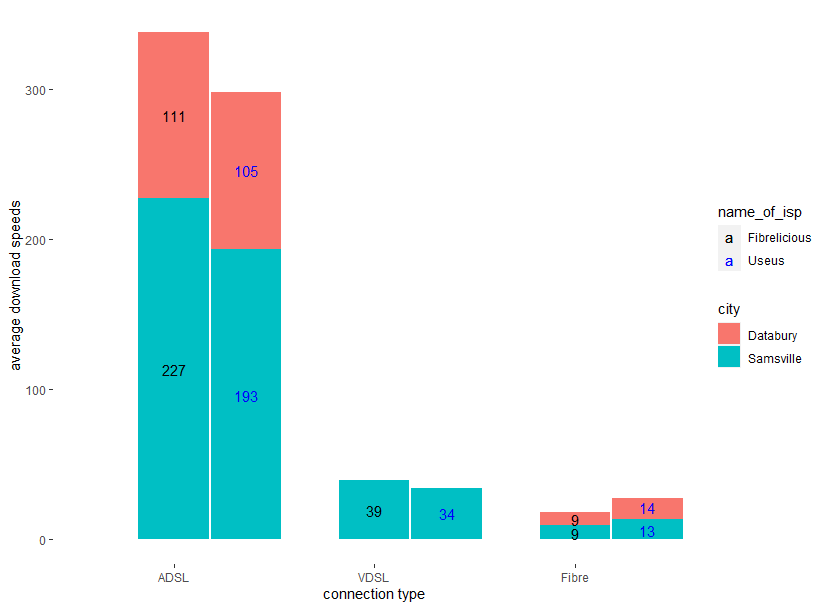 300
200
100
0
average download speeds
111
105
227
193
39
34
9
14
9
13
ADSL
VDSL
Fibre
connection type
name_of_isp
a Fibrelicious
a Useus
city
Databury
Samsville